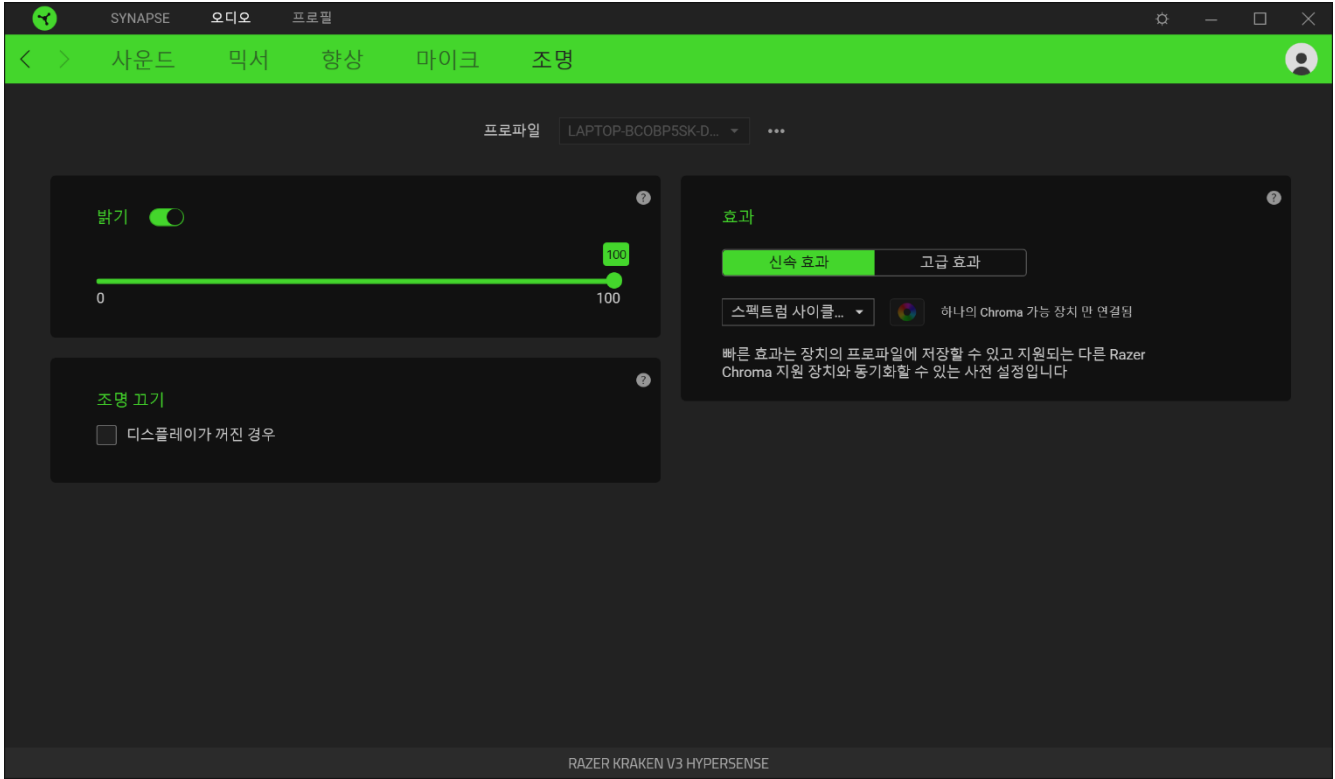 SYNAPSE 오디오 프로필
사운드 믹서 향상 마이크 조명
프로파일 LAPTOP-BCOBP5SK-D... •••
밝기
100
0 100
조명 끄기
디스플레이가 꺼진 경우
효과
신속 효과 고급 효과
스펙트럼 사이클... 하나의 Chroma 가능 장치 만 연결됨
빠른 효과는 장치의 프로파일에 저장할 수 있고 지원되는 다른 Razer
Chroma 지원 장치와 동기화할 수 있는 사전 설정입니다
RAZER KRAKEN V3 HYPERSENSE